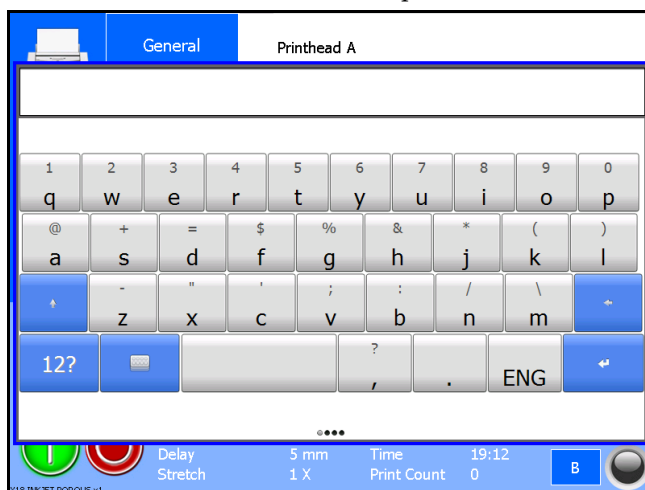 General Printhead A
1 2 3 4 5 6 7 8 9 0
q w e r t y u i o p
@ + = $ % & * ( )
a s d f g h j k l
- " ' ; : / \
z x c v b n m
?
12? , . ENG
Delay 5 mm Time 19:12
Stretch 1 X Print Count 0
B